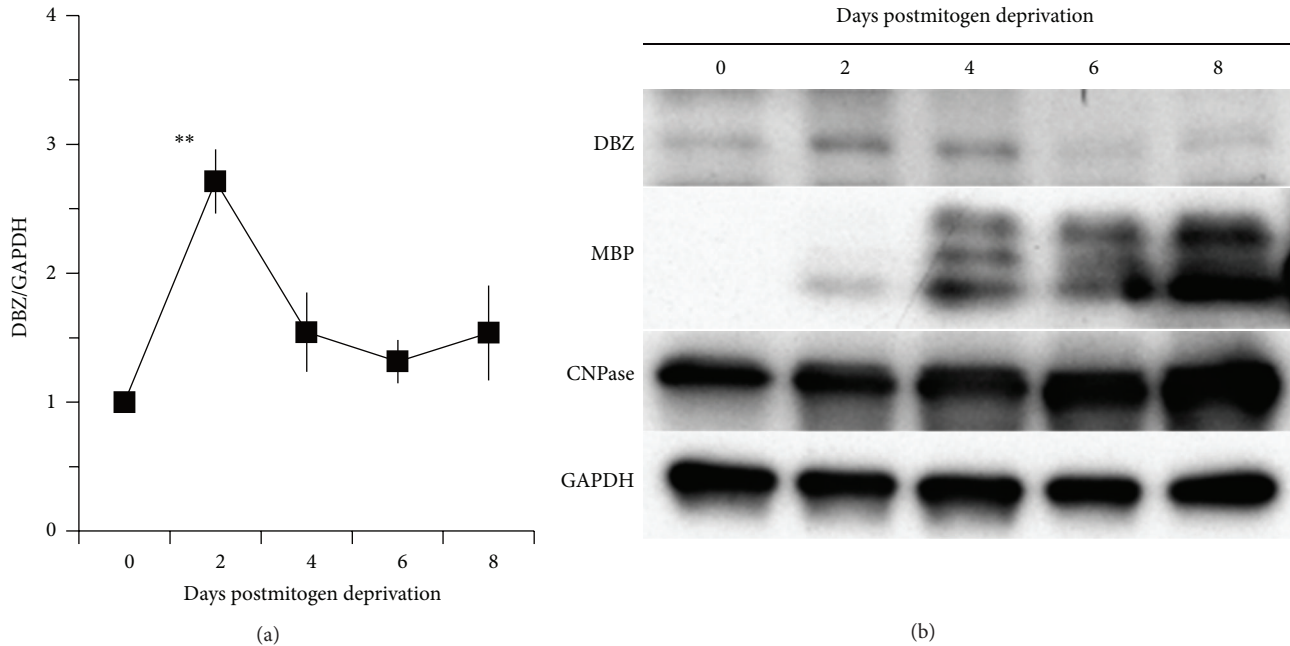 4
3
2
1
0
**
DBZ/GAPDH
0 2 4 6 8
Days postmitogen deprivation
(a)
Days postmitogen deprivation
0 2 4 6 8
DBZ
MBP
CNPase
GAPDH
(b)